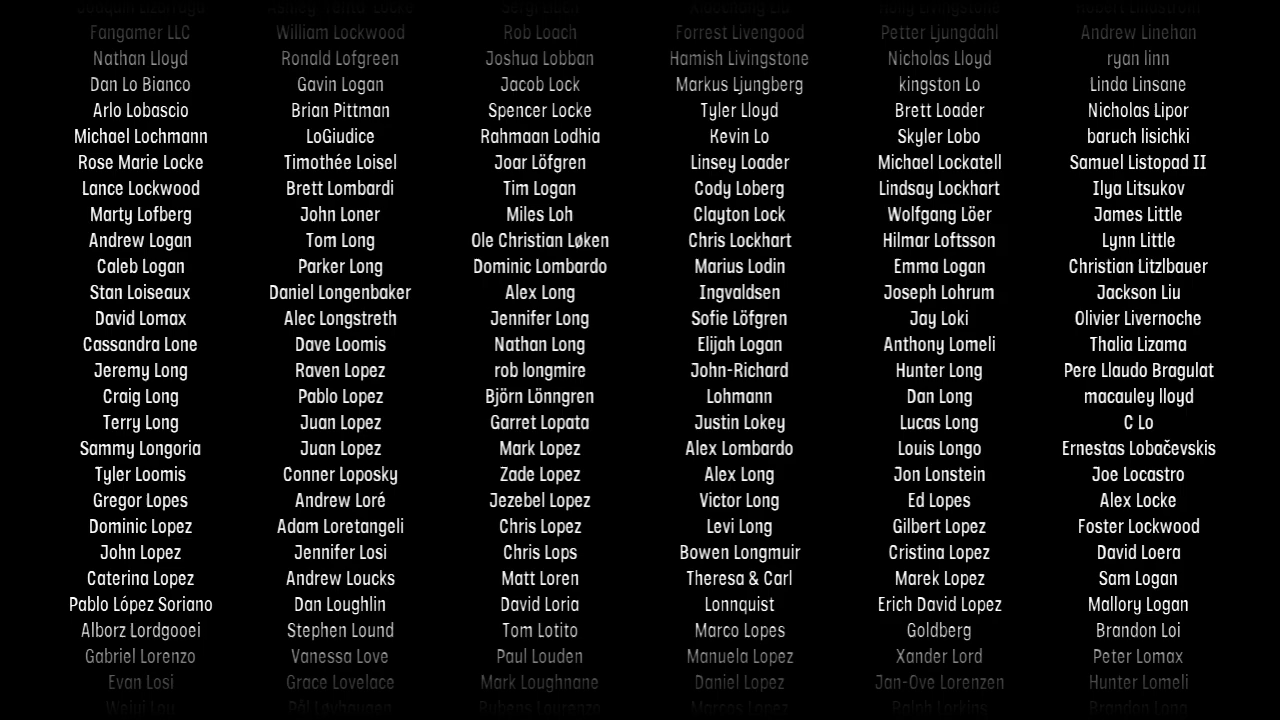 Fangamer LLC
William Lockwood
Rob Loach
Forrest Livengood
Petter Ljungdahl
Andrew Linehan
Nathan Lloyd
Ronald Lofgreen
Joshua Lobban
Hamish Livingstone
Nicholas Lloyd
ryan linn
Dan Lo Bianco
Gavin Logan
Jacob Lock
Markus Ljungberg
kingston Lo
Linda Linsane
Arlo Lobascio
Brian Pittman
Spencer Locke
Tyler Lloyd
Brett Loader
Nicholas Lipor
Michael Lochmann
LoGiudice
Rahmaan Lodhia
Kevin Lo
Skyler Lobo
baruch lisichki
Rose Marie Locke
Timothée Loisel
Joar Löfgren
Linsey Loader
Michael Lockatell
Samuel Listopad II
Lance Lockwood
Brett Lombardi
Tim Logan
Cody Loberg
Lindsay Lockhart
Ilya Litsukov
Marty Lofberg
John Loner
Miles Loh
Clayton Lock
Wolfgang Löer
James Little
Andrew Logan
Tom Long
Ole Christian Løken
Chris Lockhart
Hilmar Loftsson
Lynn Little
Caleb Logan
Parker Long
Dominic Lombardo
Marius Lodin
Emma Logan
Christian Litzlbauer
Stan Loiseaux
Daniel Longenbaker
Alex Long
Ingvaldsen
Joseph Lohrum
Jackson Liu
David Lomax
Alec Longstreth
Jennifer Long
Sofie Löfgren
Jay Loki
Olivier Livernoche
Cassandra Lone
Dave Loomis
Nathan Long
Elijah Logan
Anthony Lomeli
Thalia Lizama
Jeremy Long
Raven Lopez
rob longmire
John-Richard
Hunter Long
Pere Llaudo Bragulat
Craig Long
Pablo Lopez
Björn Lönngren
Lohmann
Dan Long
macauley lloyd
Terry Long
Juan Lopez
Garret Lopata
Justin Lokey
Lucas Long
C Lo
Sammy Longoria
Juan Lopez
Mark Lopez
Alex Lombardo
Louis Longo
Ernestas Lobačevskis
Tyler Loomis
Conner Loposky
Zade Lopez
Alex Long
Jon Lonstein
Joe Locastro
Gregor Lopes
Andrew Loré
Jezebel Lopez
Victor Long
Ed Lopes
Alex Locke
Dominic Lopez
Adam Loretangeli
Chris Lopez
Levi Long
Gilbert Lopez
Foster Lockwood
John Lopez
Jennifer Losi
Chris Lops
Bowen Longmuir
Cristina Lopez
David Loera
Caterina Lopez
Andrew Loucks
Matt Loren
Theresa & Carl
Marek Lopez
Sam Logan
Pablo López Soriano
Dan Loughlin
David Loria
Lonnquist
Erich David Lopez
Mallory Logan
Alborz Lordgooei
Stephen Lound
Tom Lotito
Marco Lopes
Goldberg
Brandon Loi
Gabriel Lorenzo
Vanessa Love
Paul Louden
Manuela Lopez
Xander Lord
Peter Lomax
Evan Losi
Grace Lovelace
Mark Loughnane
Daniel Lopez
Jan-Ove Lorenzen
Hunter Lomeli
Rubens Lourenzo
Marcos Lopez
Ralph Lorkins
Brandon Long